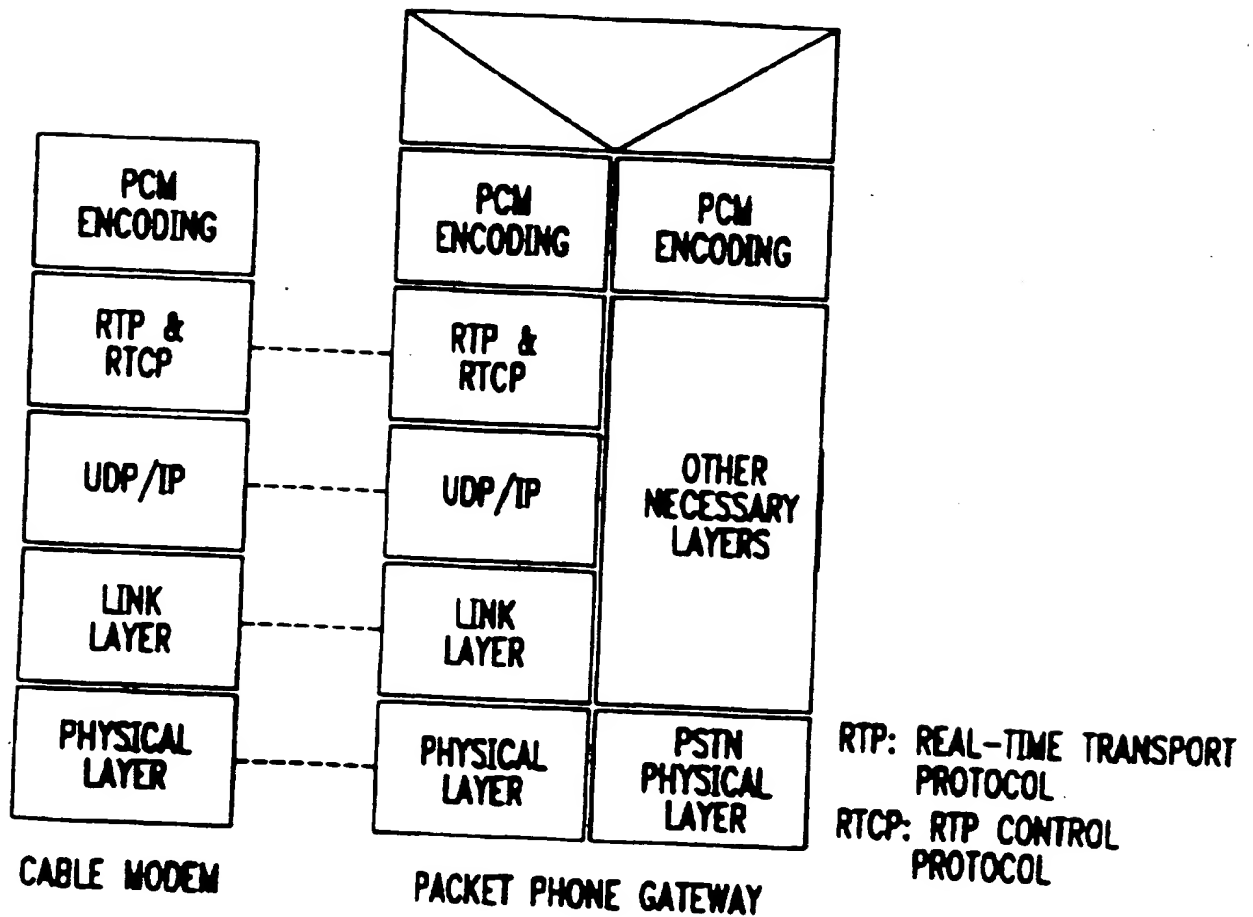 PCM
ENCODING
RTP &
RTCP
UDP/IP
LINK
LAYER
PHYSICAL
LAYER
CABLE MODEM
PCM
ENCODING
RTP &
RTCP
UDP/IP
LINK
LAYER
PHYSICAL
LAYER
PCM
ENCODING
OTHER
NECESSARY
LAYERS
PSTN
PHYSICAL
LAYER
PACKET PHONE GATEWAY
RTP: REAL-TIME TRANSPORT
PROTOCOL
RTCP: RTP CONTROL
PROTOCOL